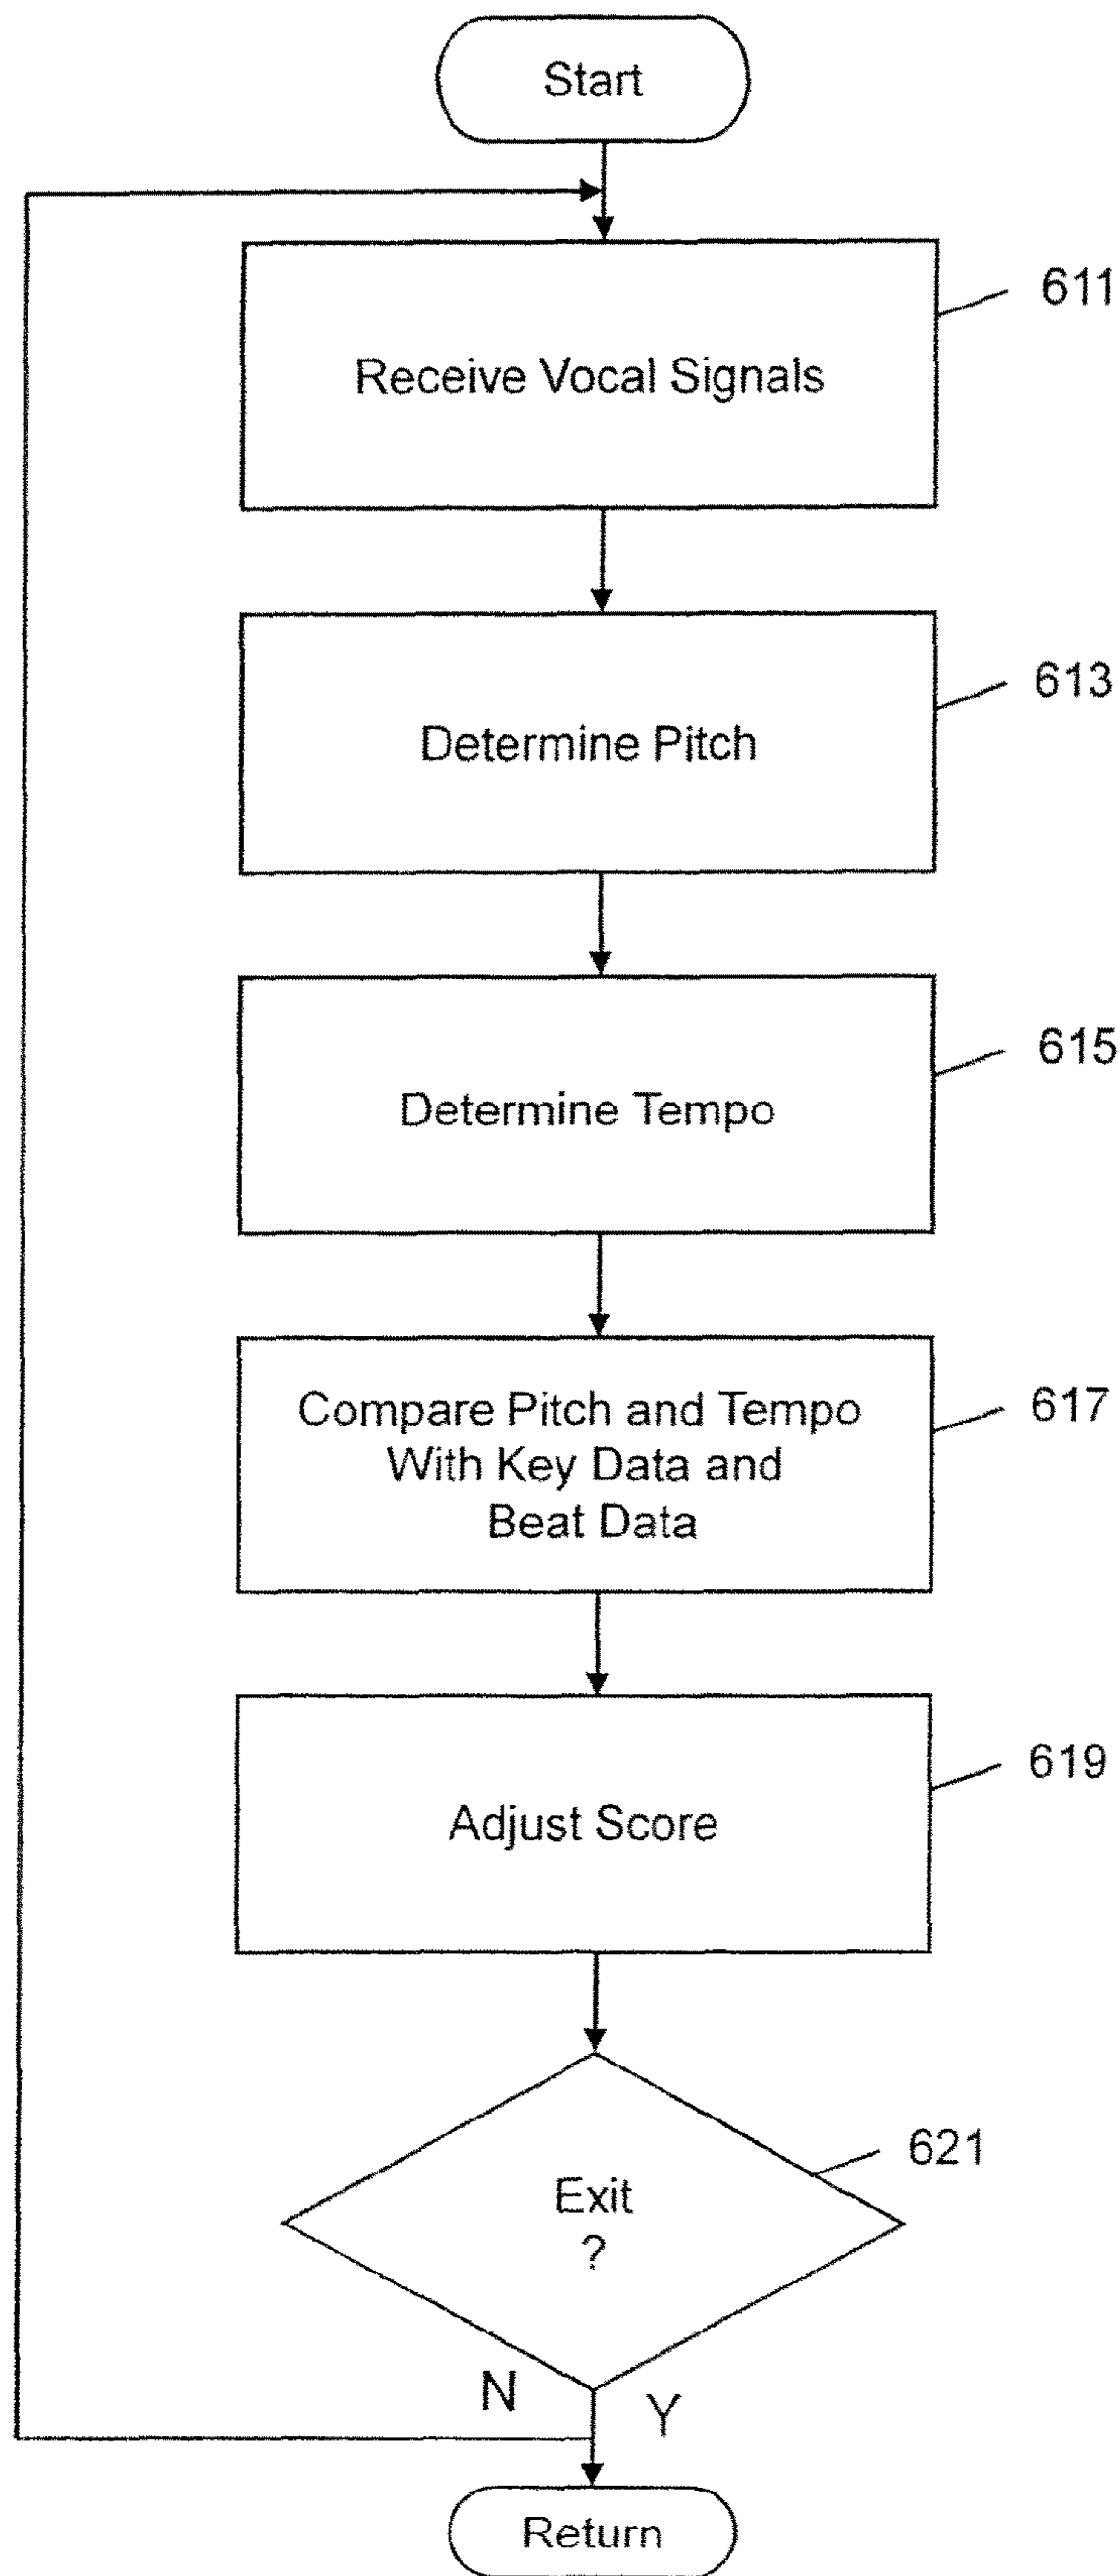 Start
611
Receive Vocal Signals
613
Determine Pitch
615
Determine Tempo
617
Compare Pitch and Tempo
With Key Data and
Beat Data
619
Adjust Score
621
Exit
?
N
Y
Return